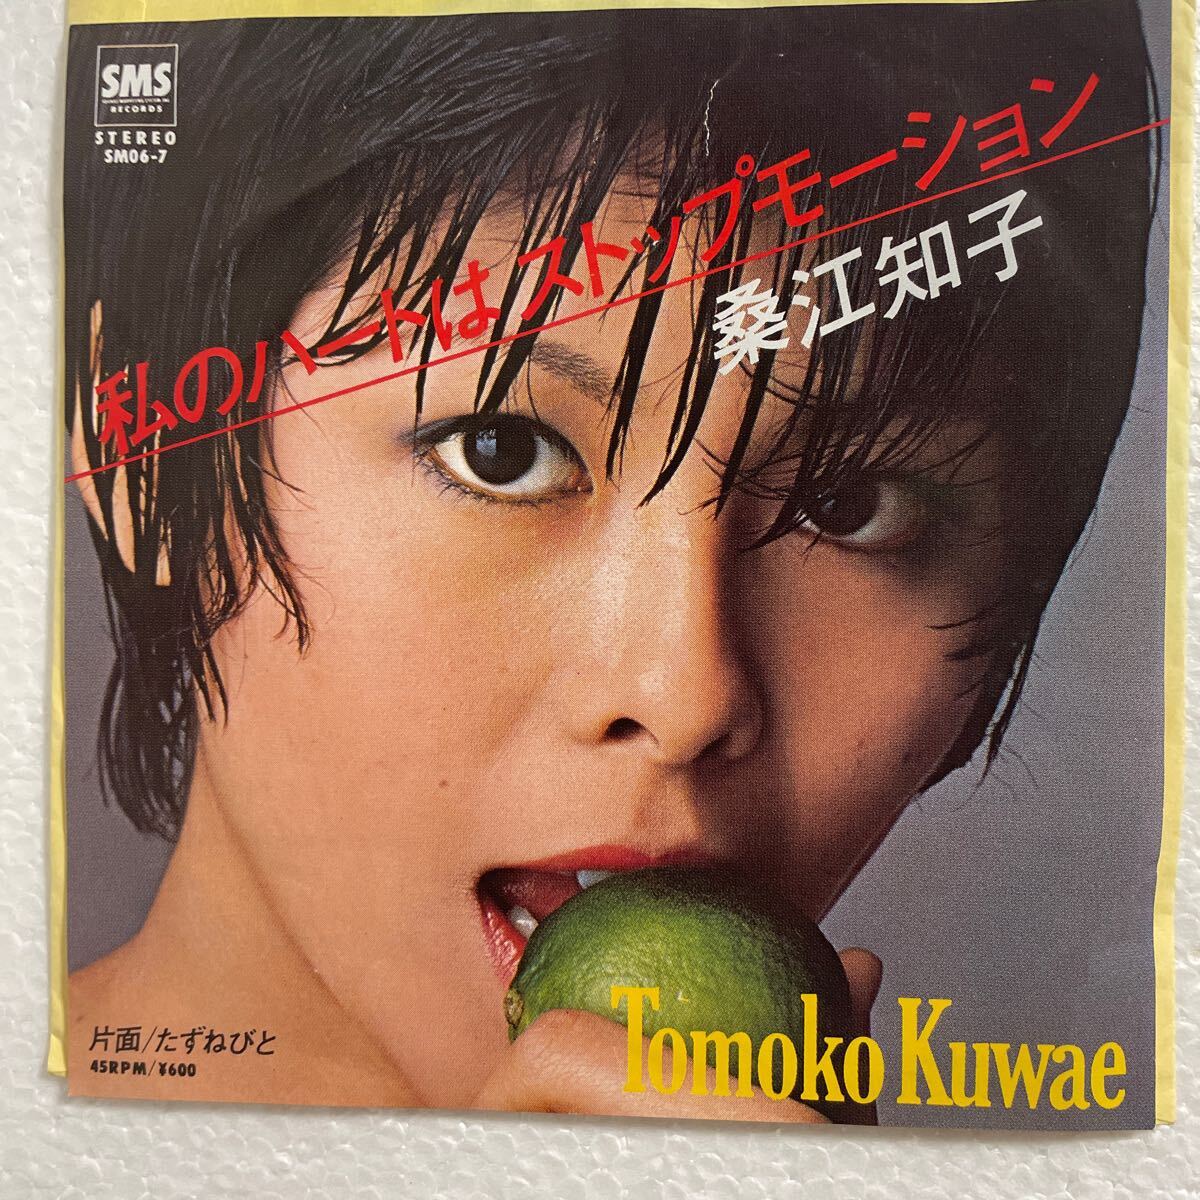 SMS
RECORDS
STEREO
SM06-7
私のハートはストップモーション
桑江知子
片面/たずねびと
45RPM/¥600
Tomoko Kuwae